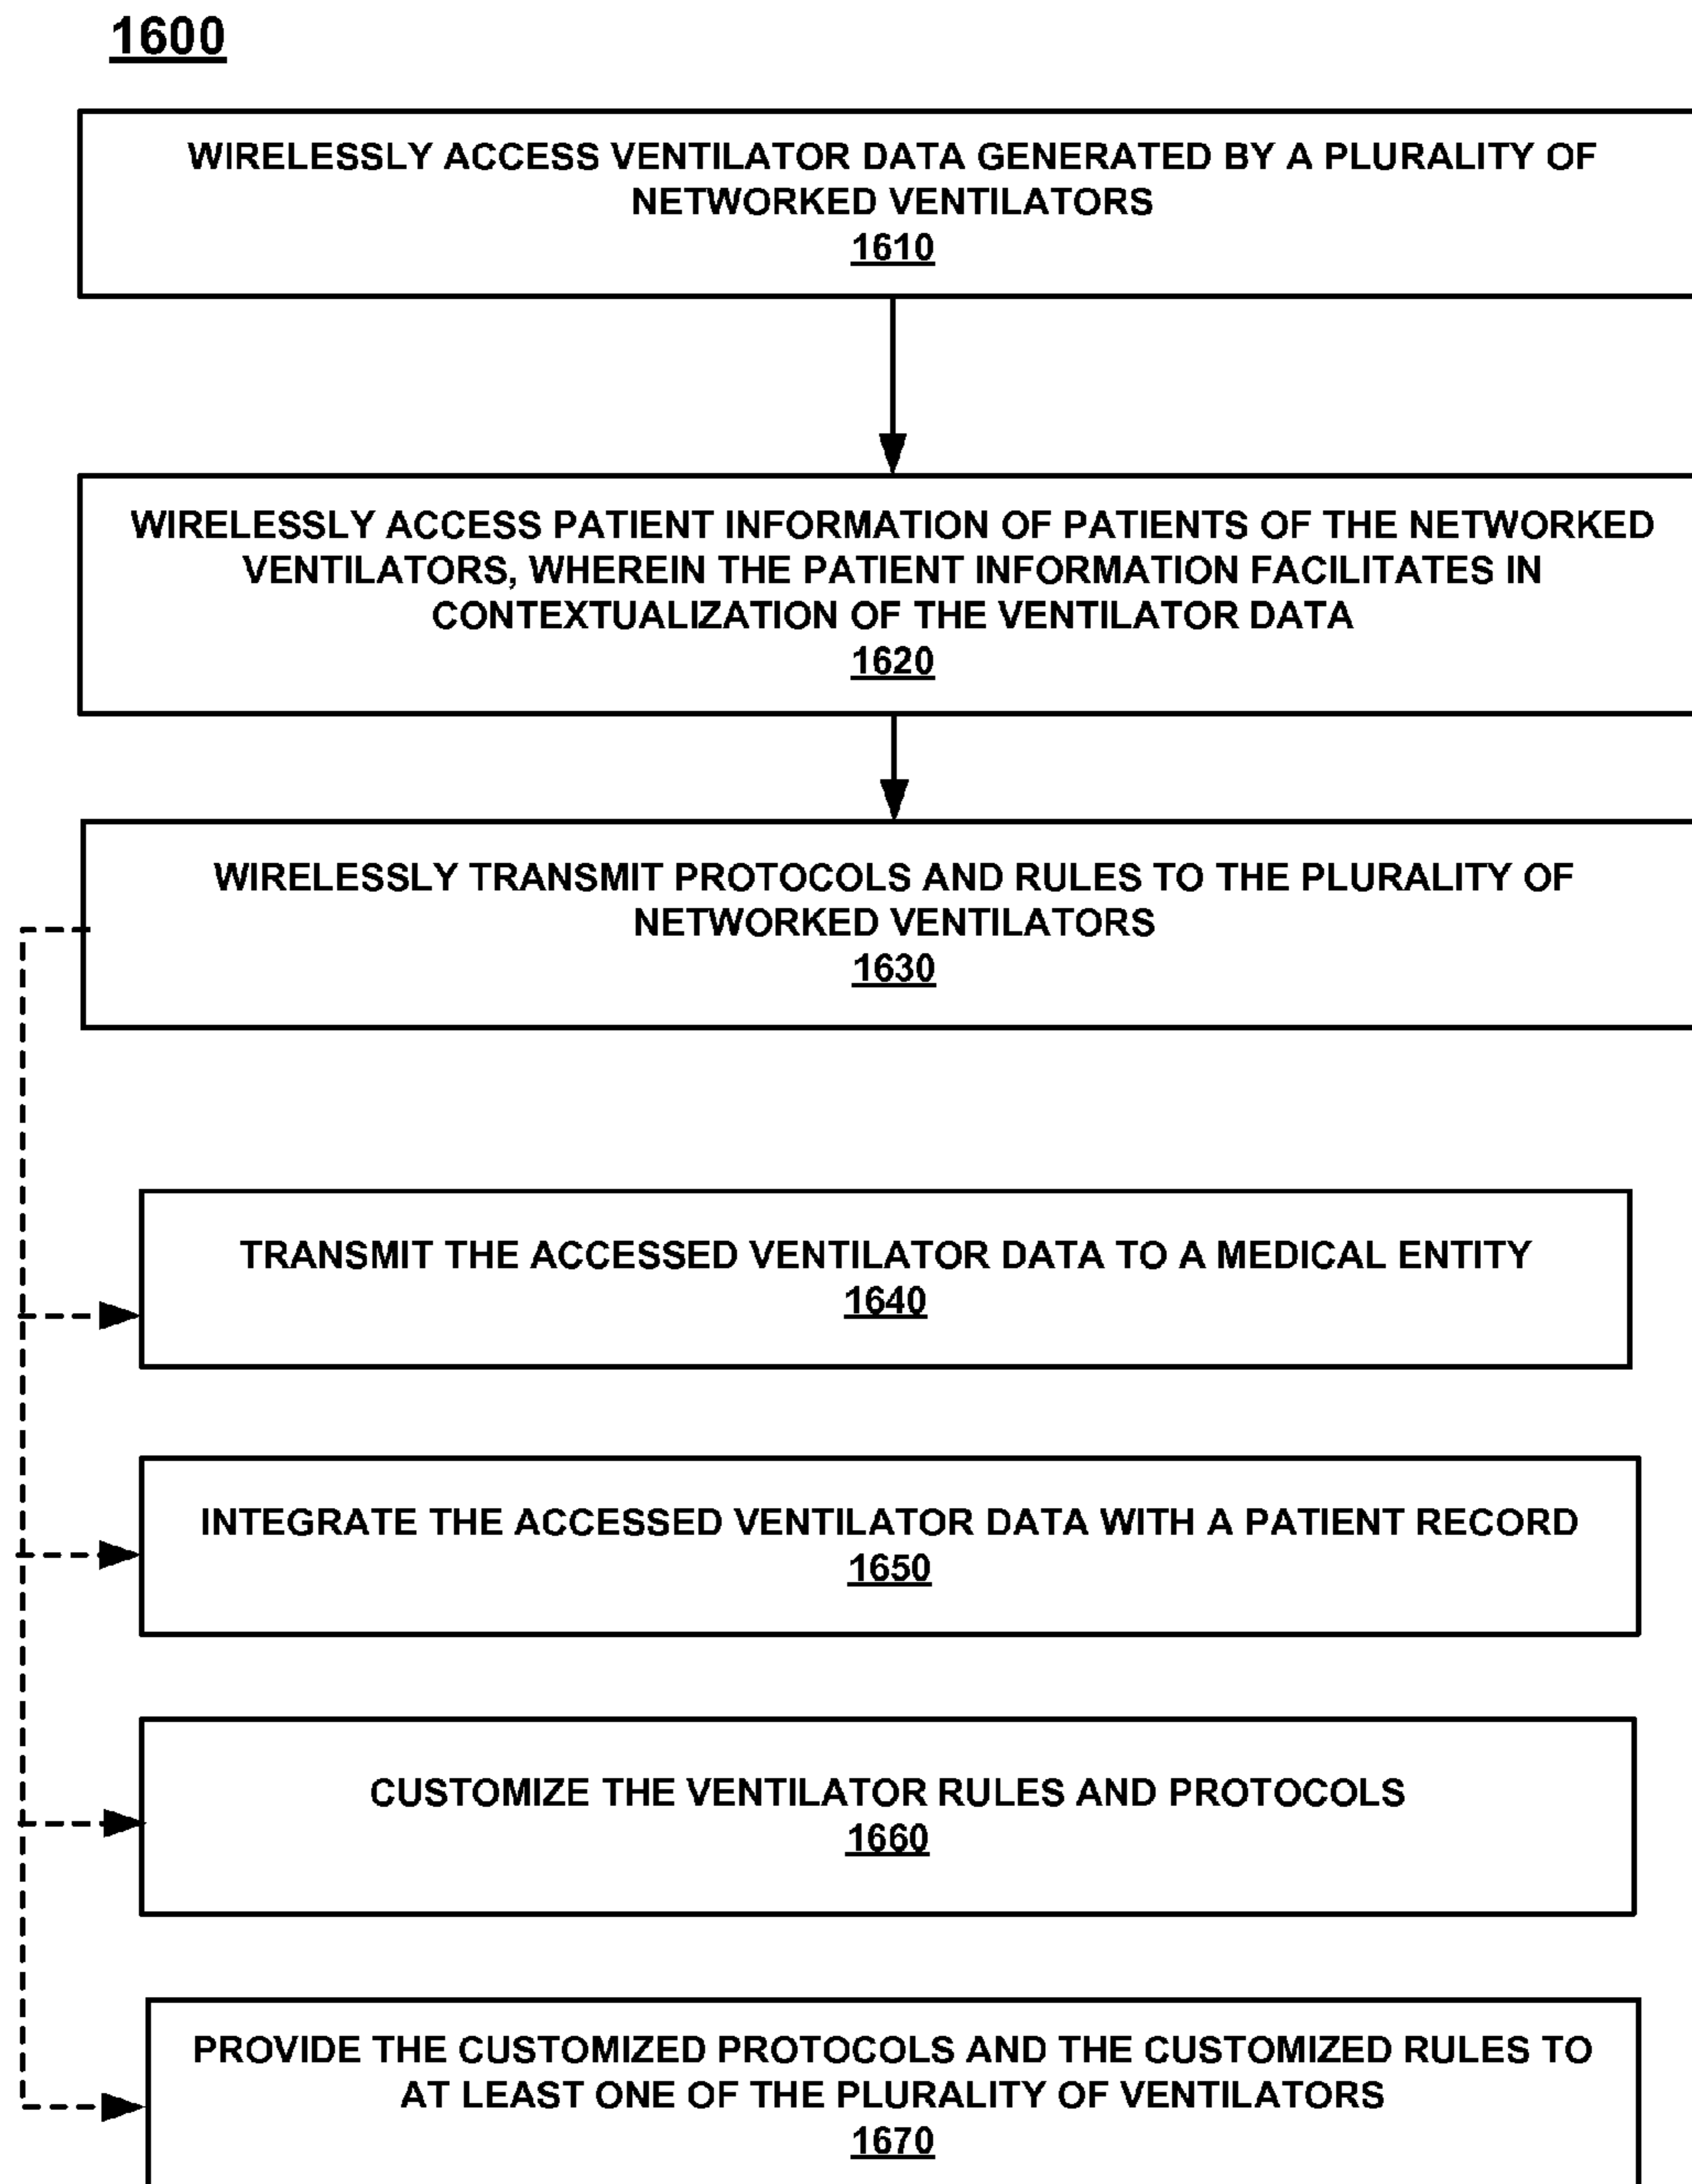 1600
WIRELESSLY ACCESS VENTILATOR DATA GENERATED BY A PLURALITY OF
NETWORKED VENTILATORS
1610
WIRELESSLY ACCESS PATIENT INFORMATION OF PATIENTS OF THE NETWORKED
VENTILATORS, WHEREIN THE PATIENT INFORMATION FACILITATES IN
CONTEXTUALIZATION OF THE VENTILATOR DATA
1620
WIRELESSLY TRANSMIT PROTOCOLS AND RULES TO THE PLURALITY OF
NETWORKED VENTILATORS
1630
TRANSMIT THE ACCESSED VENTILATOR DATA TO A MEDICAL ENTITY
1640
INTEGRATE THE ACCESSED VENTILATOR DATA WITH A PATIENT RECORD
1650
CUSTOMIZE THE VENTILATOR RULES AND PROTOCOLS
1660
PROVIDE THE CUSTOMIZED PROTOCOLS AND THE CUSTOMIZED RULES TO
AT LEAST ONE OF THE PLURALITY OF VENTILATORS
1670